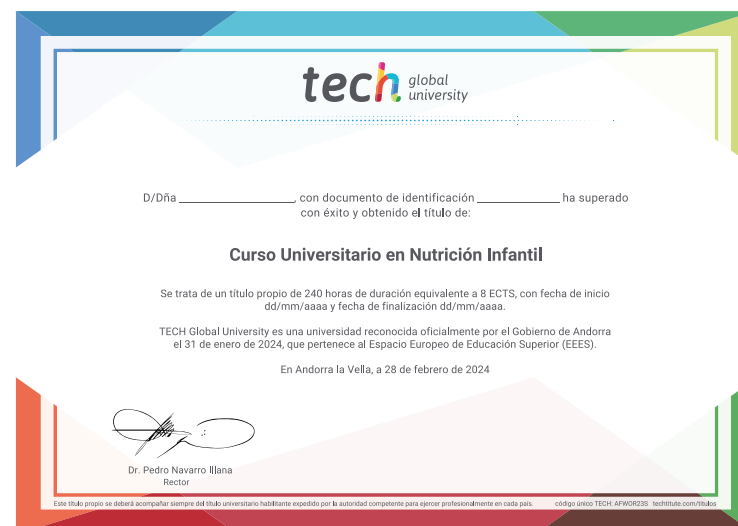 tech global university
D/Dña ______________, con documento de identificación ______________ ha superado
con éxito y obtenido el título de:
Curso Universitario en Nutrición Infantil
Se trata de un título propio de 240 horas de duración equivalente a 8 ECTS, con fecha de inicio
dd/mm/aaaa y fecha de finalización dd/mm/aaaa.
TECH Global University es una universidad reconocida oficialmente por el Gobierno de Andorra
el 31 de enero de 2024, que pertenece al Espacio Europeo de Educación Superior (EEES).
En Andorra la Vella, a 28 de febrero de 2024
Dr. Pedro Navarro Illana
Rector
Este título propio se deberá acompañar siempre del título universitario habilitante expedido por la autoridad competente para ejercer profesionalmente en cada país. código único TECH: AFWOR23S techtitute.com/titulos